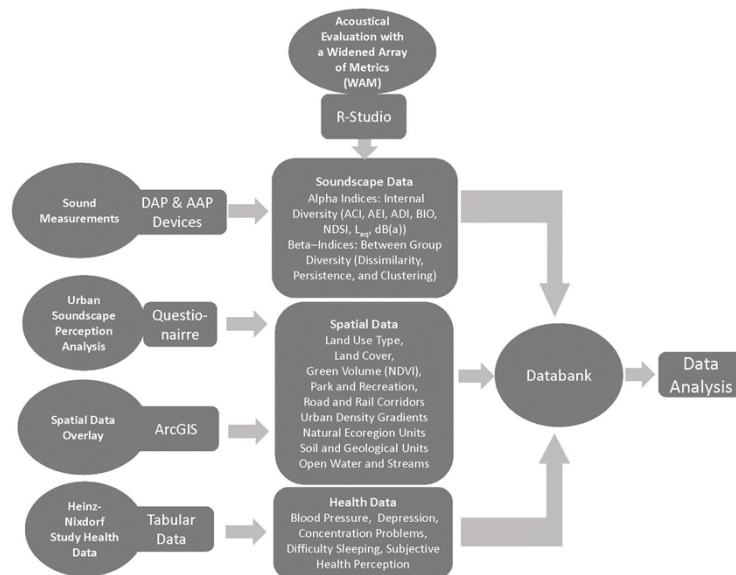 Acoustical
Evaluation with
a Widened Array
of Metrics
(WAM)
R-Studio
Sound
Measurements
DAP & AAP
Devices
Soundscape Data
Alpha Indices: Internal
Diversity (ACI, AEI, ADI, BIO,
NDSI, Leq, dB(a))
Beta–Indices: Between Group
Diversity (Dissimilarity,
Persistence, and Clustering)
Urban
Soundscape
Perception
Analysis
Questio-
nairre
Spatial Data
Land Use Type,
Land Cover,
Green Volume (NDVI),
Park and Recreation,
Road and Rail Corridors
Urban Density Gradients
Natural Ecoregion Units
Soil and Geological Units
Open Water and Streams
Spatial Data
Overlay
ArcGIS
Databank
Data
Analysis
Heinz-
Nixdorf
Study Health
Data
Tabular
Data
Health Data
Blood Pressure, Depression,
Concentration Problems,
Difficulty Sleeping, Subjective
Health Perception